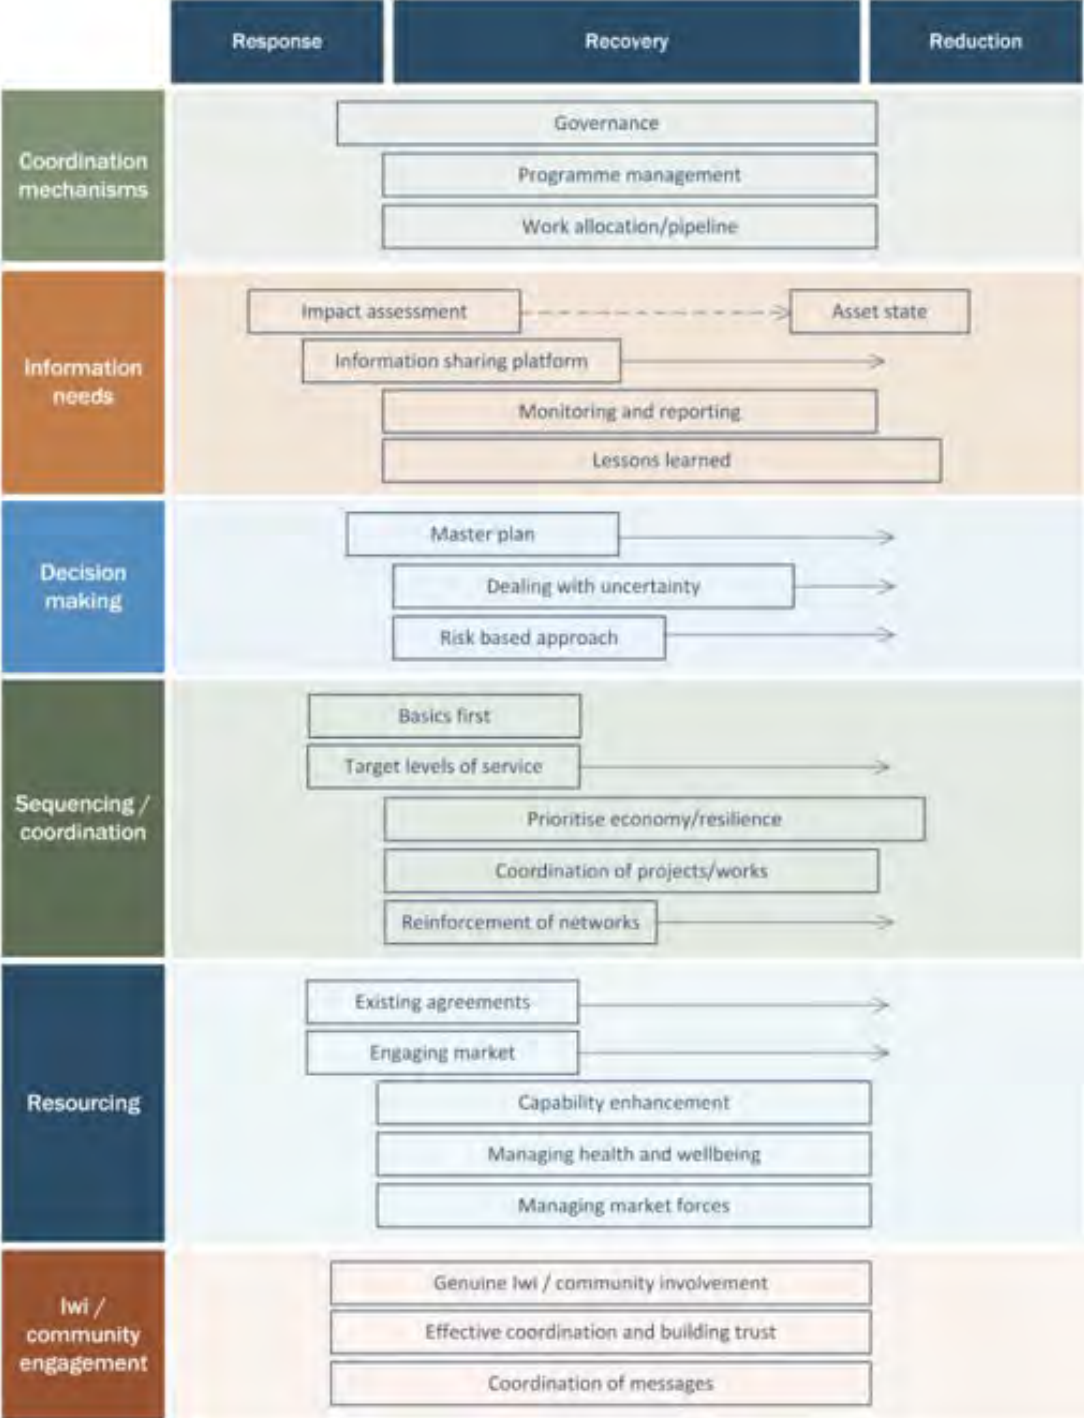 Response
Recovery
Reduction
Coordination
mechanisms
Governance
Programme management
Work allocation/pipeline
Information
needs
Impact assessment
Asset state
Information sharing platform
Monitoring and reporting
Lessons learned
Decision
making
Master plan
Dealing with uncertainty
Risk based approach
Sequencing /
coordination
Basics first
Target levels of service
Prioritise economy/resilience
Coordination of projects/works
Reinforcement of networks
Resourcing
Existing agreements
Engaging market
Capability enhancement
Managing health and wellbeing
Managing market forces
Iwi /
community
engagement
Genuine Iwi / community involvement
Effective coordination and building trust
Coordination of messages